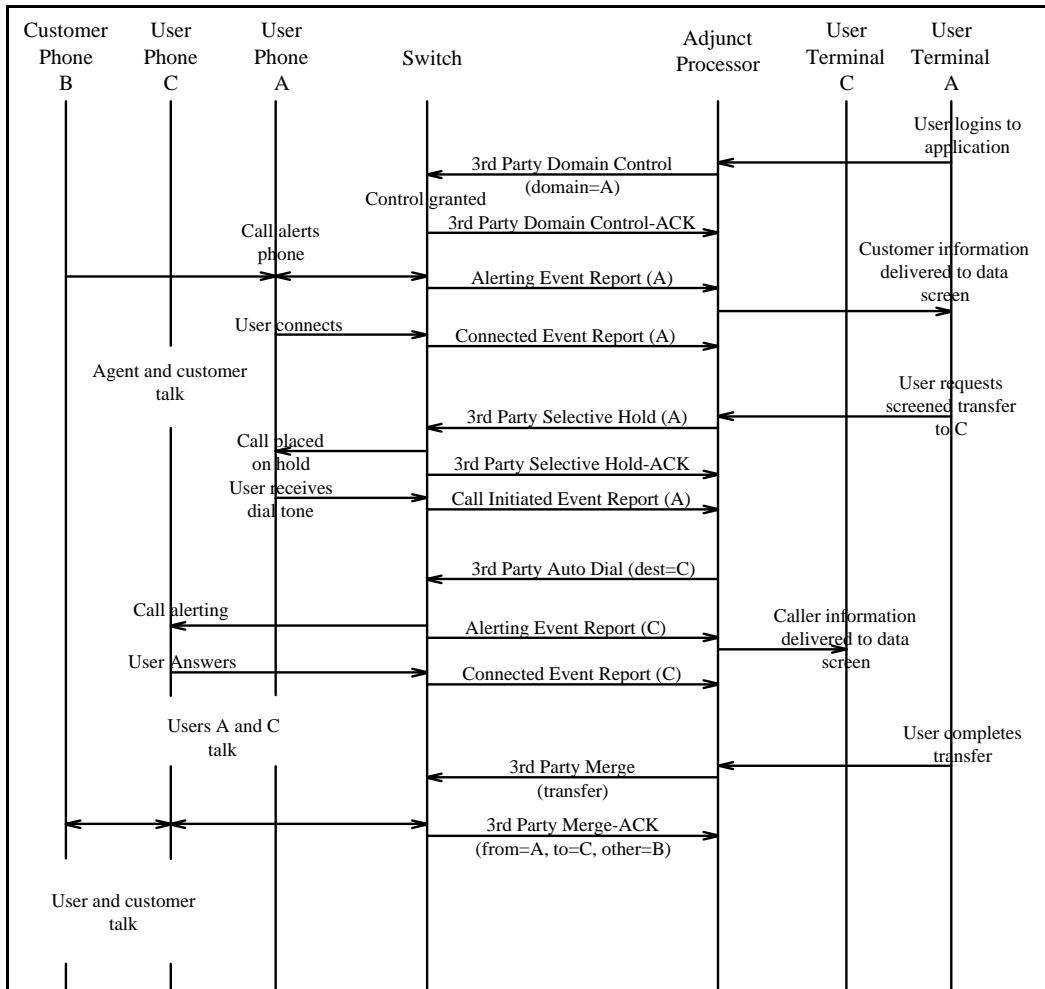 Customer
Phone
B
User
Phone
C
User
Phone
A
Switch
Adjunct
Processor
User
Terminal
C
User
Terminal
A
User logins to
application
3rd Party Domain Control
(domain=A)
Control granted
3rd Party Domain Control-ACK
Call alerts
phone
Customer information
delivered to data
screen
Alerting Event Report (A)
User connects
Connected Event Report (A)
Agent and customer
talk
User requests
screened transfer
to C
3rd Party Selective Hold (A)
Call placed
on hold
3rd Party Selective Hold-ACK
User receives
dial tone
Call Initiated Event Report (A)
3rd Party Auto Dial (dest=C)
Call alerting
Alerting Event Report (C)
Caller information
delivered to data
screen
User Answers
Connected Event Report (C)
Users A and C
talk
User completes
transfer
3rd Party Merge
(transfer)
3rd Party Merge-ACK
(from=A, to=C, other=B)
User and customer
talk